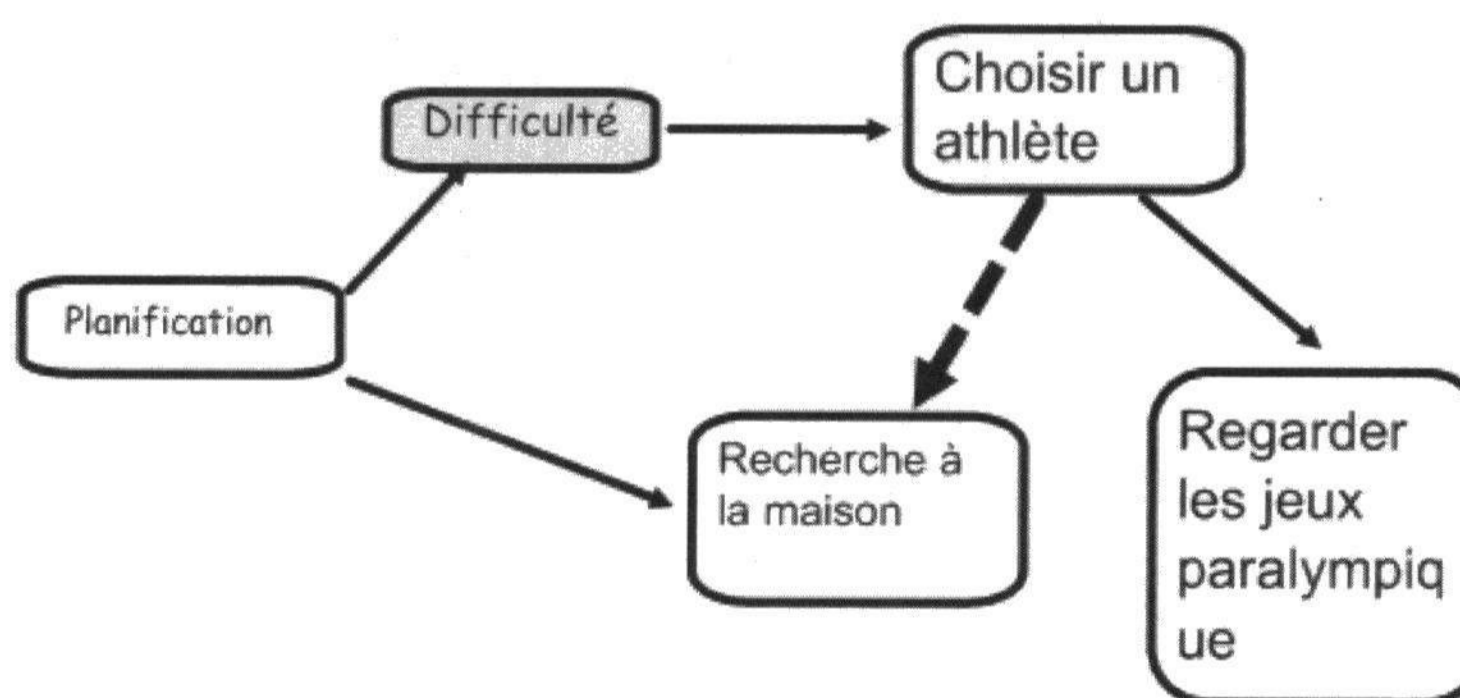 Choisir un
athlète
Difficulté
Planification
Recherche à
la maison
Regarder
les jeux
paralympiq
ue